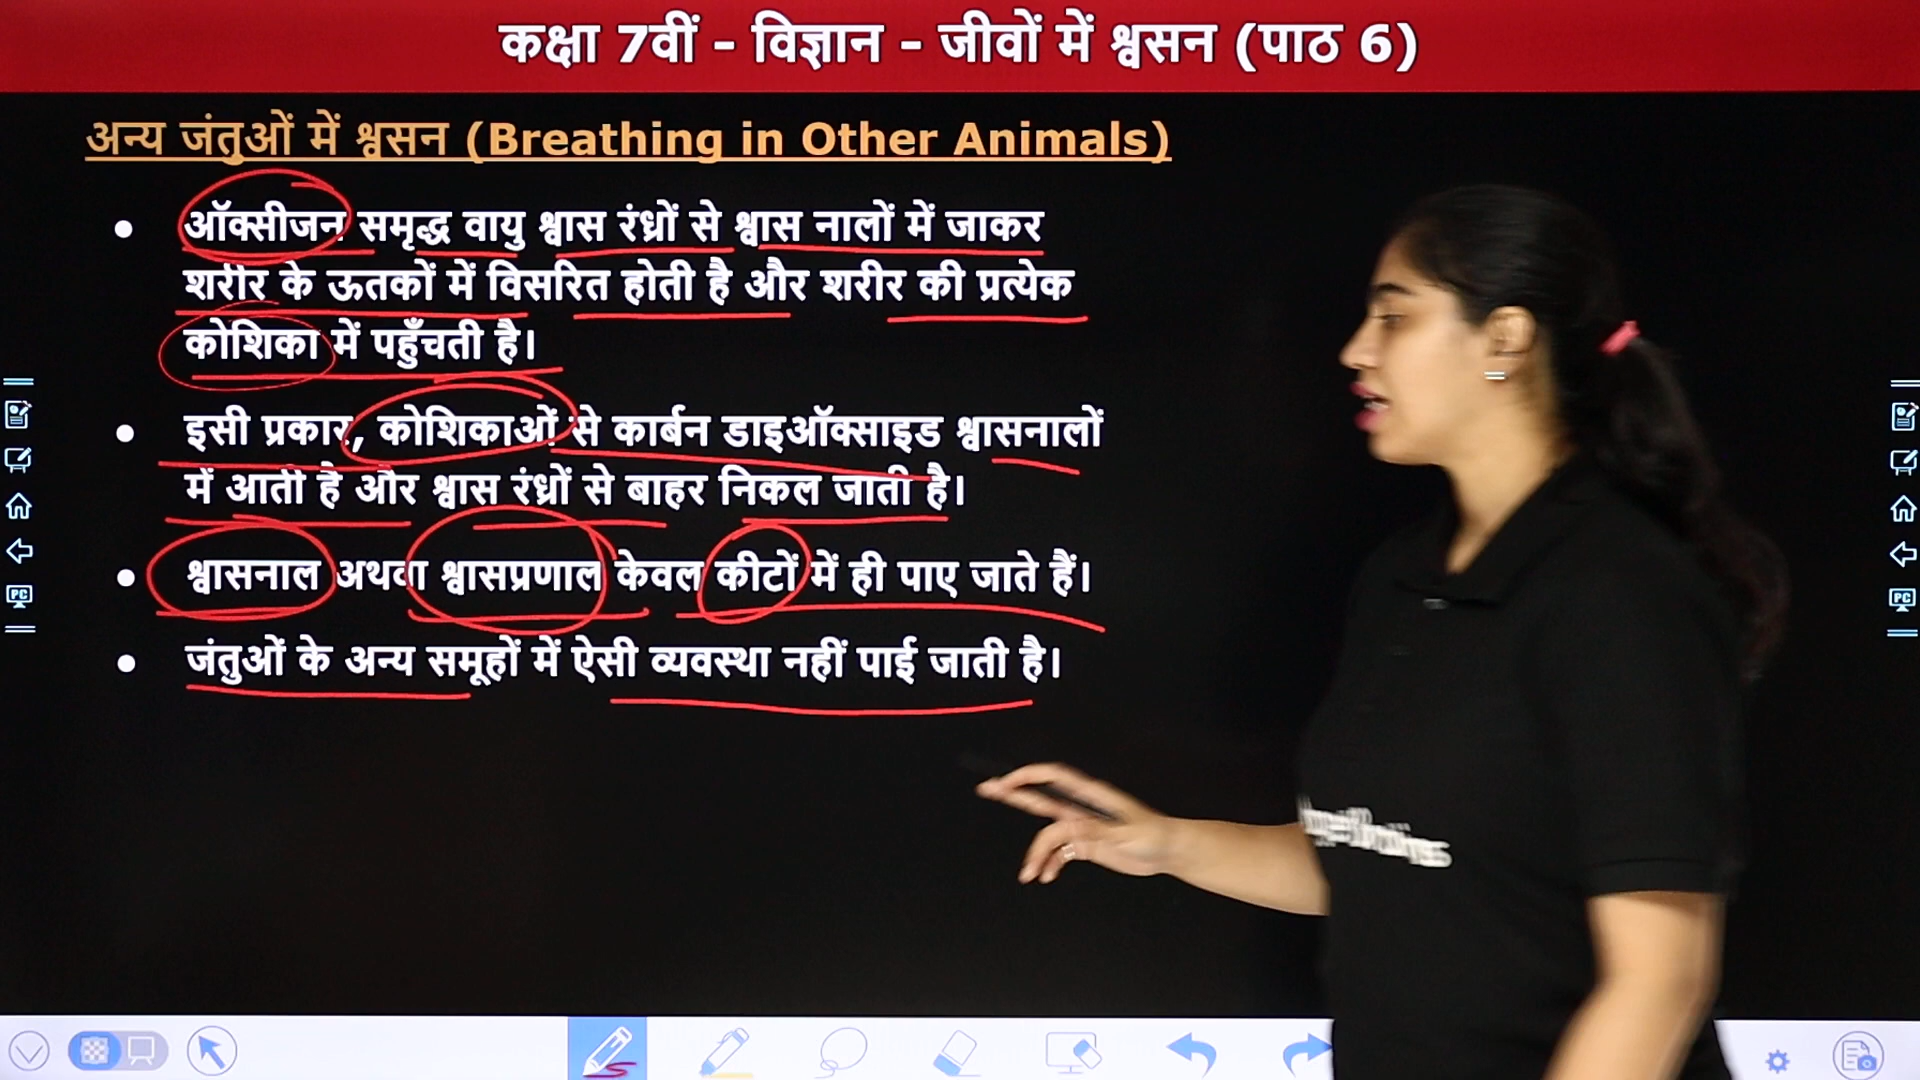 कक्षा 7वीं - विज्ञान - जीवों में श्वसन (पाठ 6)
अन्य जंतुओं में श्वसन (Breathing in Other Animals)
• ऑक्सीजन समृद्ध वायु श्वास रंध्रों से श्वास नालों में जाकर
शरीर के ऊतकों में विसरित होती है और शरीर की प्रत्येक
कोशिका में पहुँचती है।
• इसी प्रकार, कोशिकाओं से कार्बन डाइऑक्साइड श्वासनालों
में आती है और श्वास रंध्रों से बाहर निकल जाती है।
• श्वासनाल अथवा श्वासप्रणाल केवल कीटों में ही पाए जाते हैं।
• जंतुओं के अन्य समूहों में ऐसी व्यवस्था नहीं पाई जाती है।
PC
PC